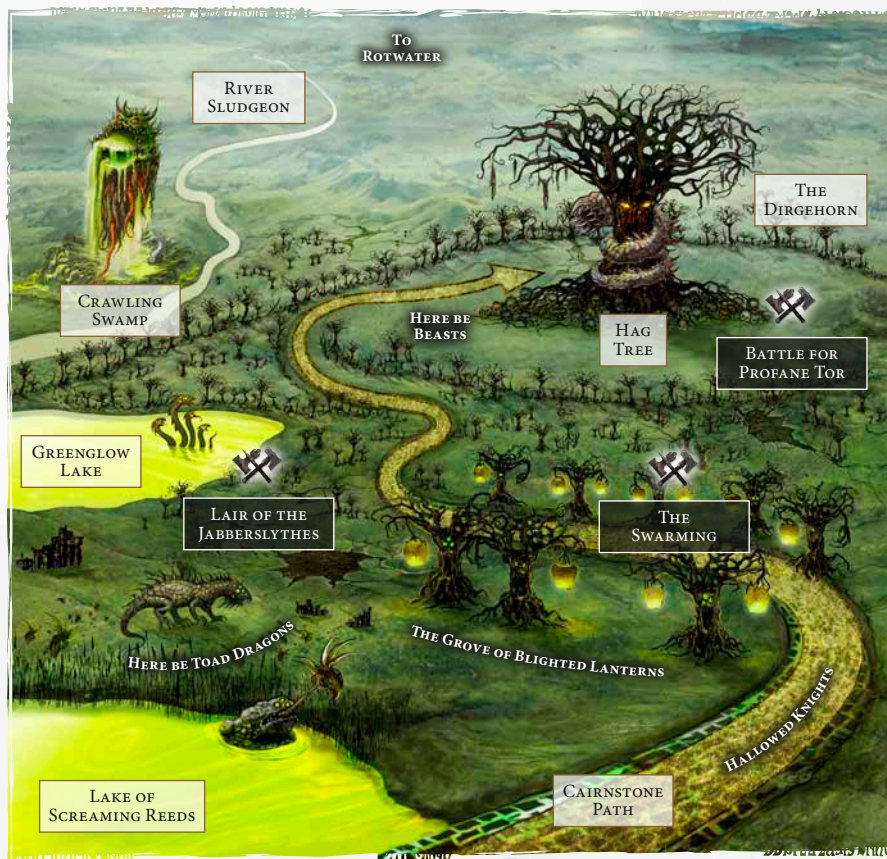 To
Rotwater
River
Sludgeon
The
Dirgehorn
Crawling
Swamp
Here be
Beasts
Hag
Tree
Battle for
Profane Tor
Greenglow
Lake
Lair of the
Jabberslythes
The
Swarming
Here be Toad Dragons
The Grove of Blighted Lanterns
Hallowed Knights
Lake of
Screaming Reeds
Cairnstone
Path